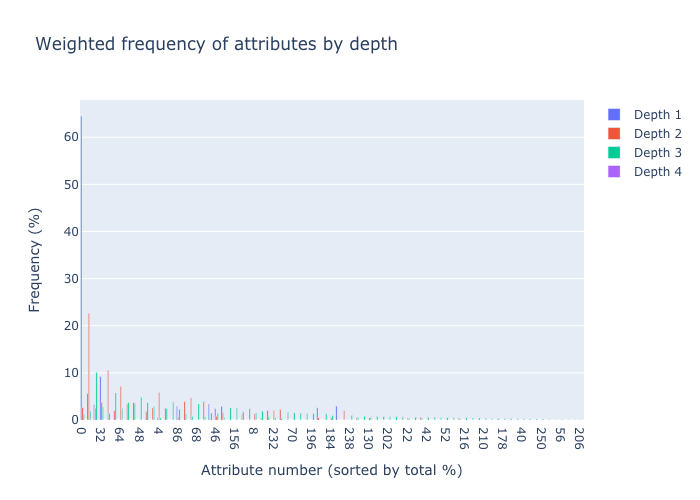 Weighted frequency of attributes by depth
Depth 1
Depth 2
Depth 3
Depth 4
60
50
40
30
20
10
0
Frequency (%)
0 32 64 48 4 86 68 46 156 8 232 70 196 184 238 130 202 22 42 52 216 210 178 40 250 56 206
Attribute number (sorted by total %)